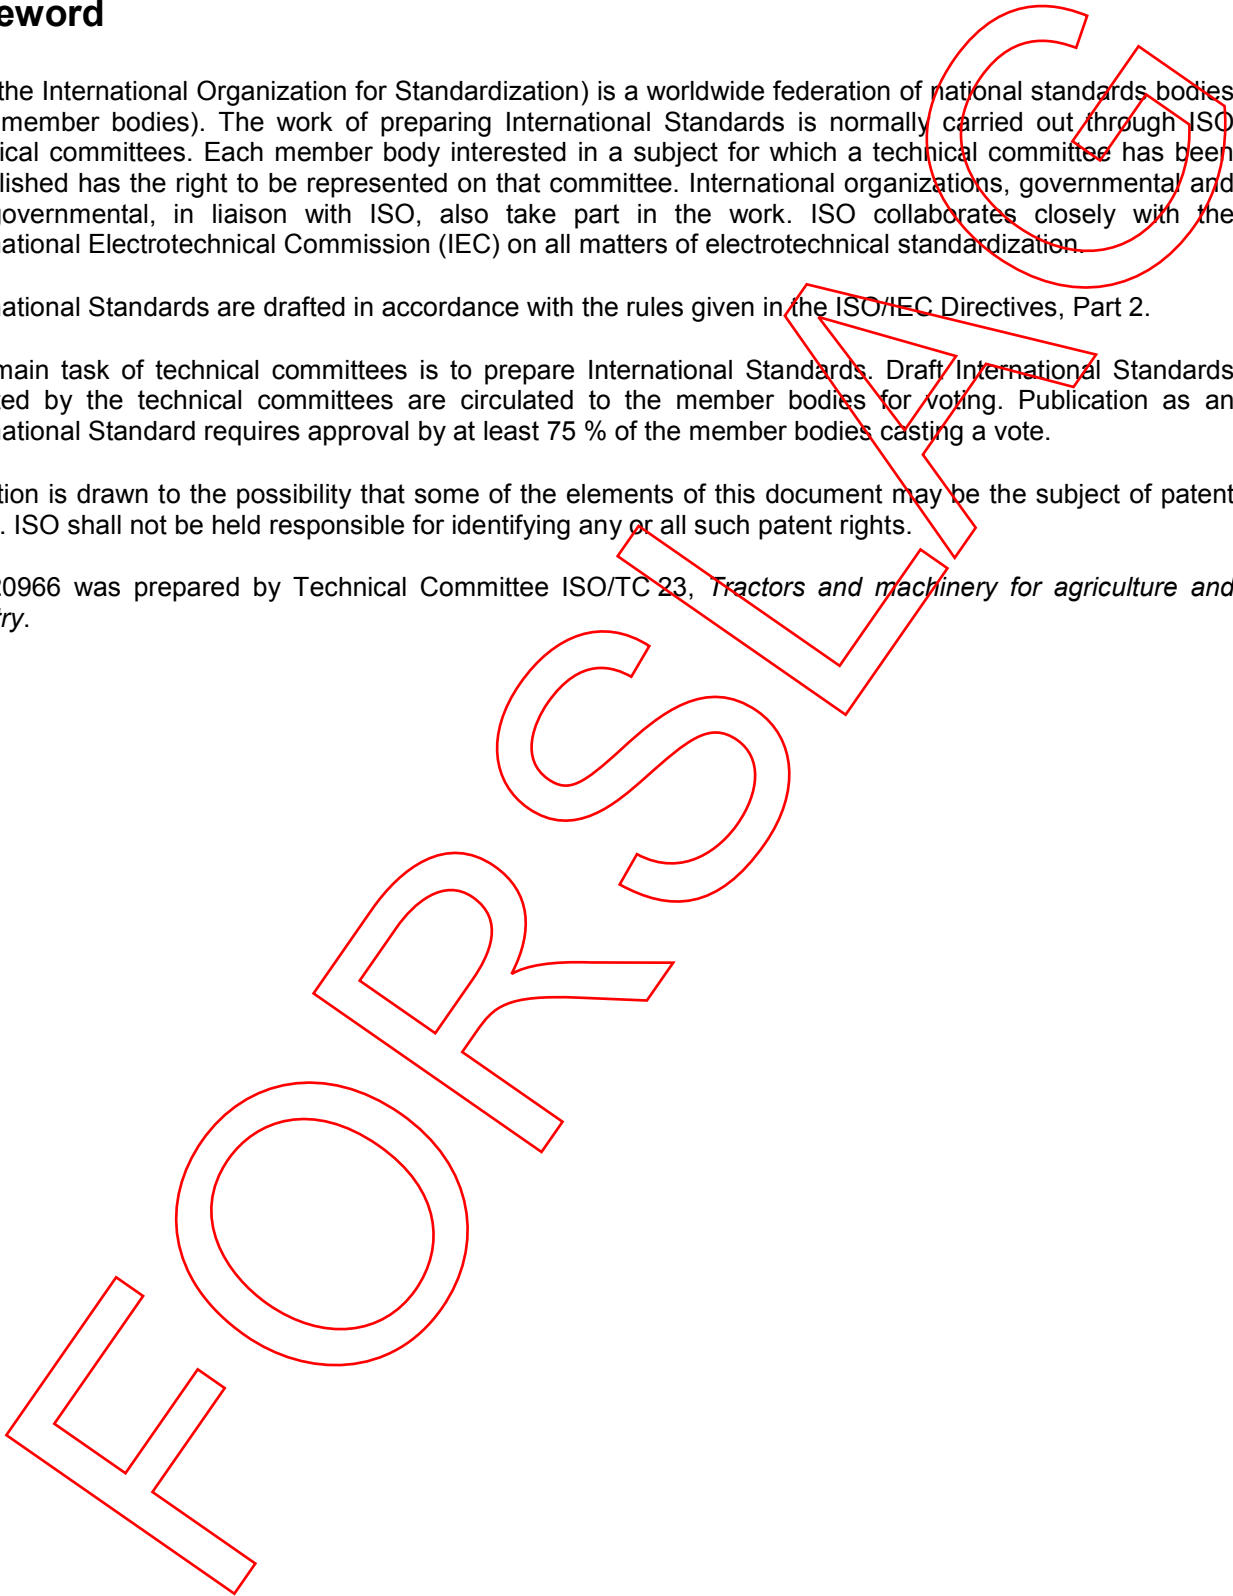 eword
the International Organization for Standardization) is a worldwide federation of national standards bodies
member bodies). The work of preparing International Standards is normally carried out through ISO
ical committees. Each member body interested in a subject for which a technical committee has been
lished has the right to be represented on that committee. International organizations, governmental and
governmental, in liaison with ISO, also take part in the work. ISO collaborates closely with the
ational Electrotechnical Commission (IEC) on all matters of electrotechnical standardization.
ational Standards are drafted in accordance with the rules given in the ISO/IEC Directives, Part 2.
main task of technical committees is to prepare International Standards. Draft International Standards
ted by the technical committees are circulated to the member bodies for voting. Publication as an
ational Standard requires approval by at least 75 % of the member bodies casting a vote.
tion is drawn to the possibility that some of the elements of this document may be the subject of patent
. ISO shall not be held responsible for identifying any or all such patent rights.
20966 was prepared by Technical Committee ISO/TC 23, Tractors and machinery for agriculture and
try.
FORSLAG